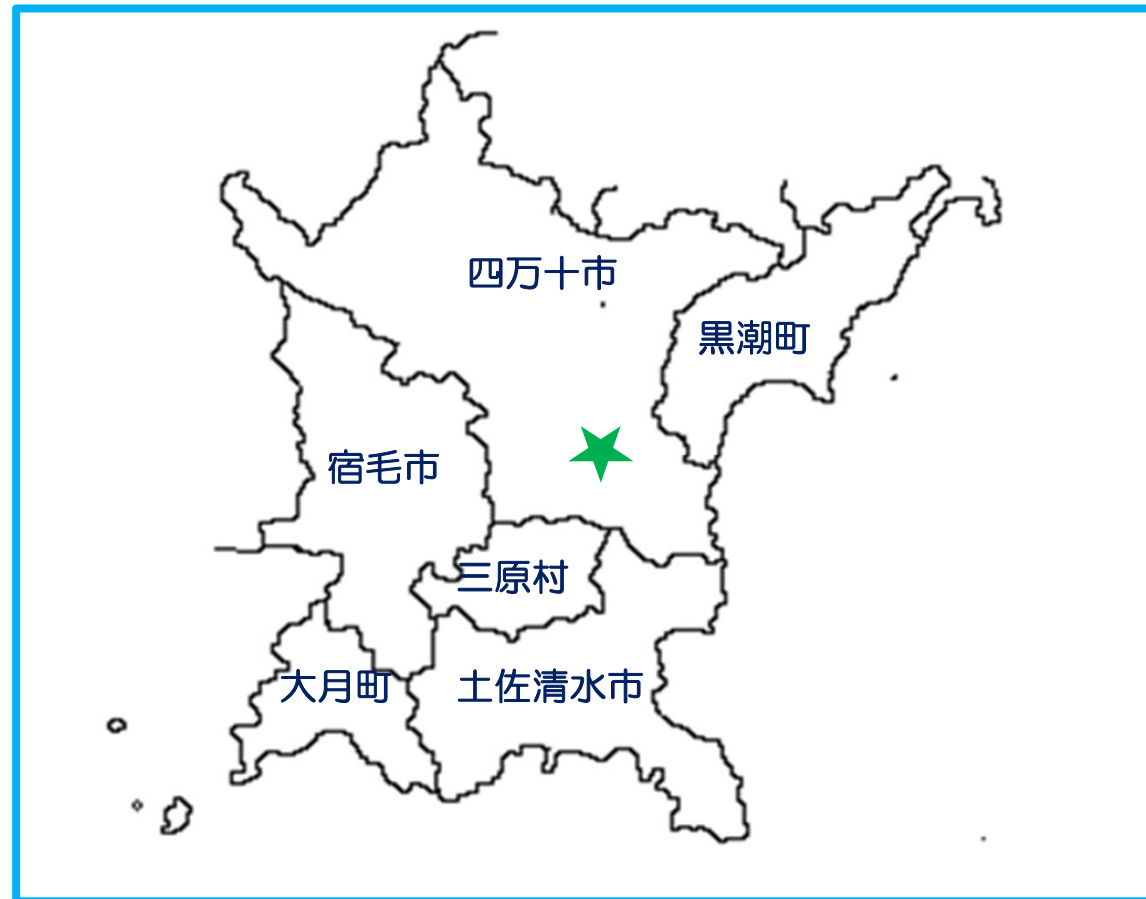 四万十市
黒潮町
宿毛市
三原村
大月町
土佐清水市